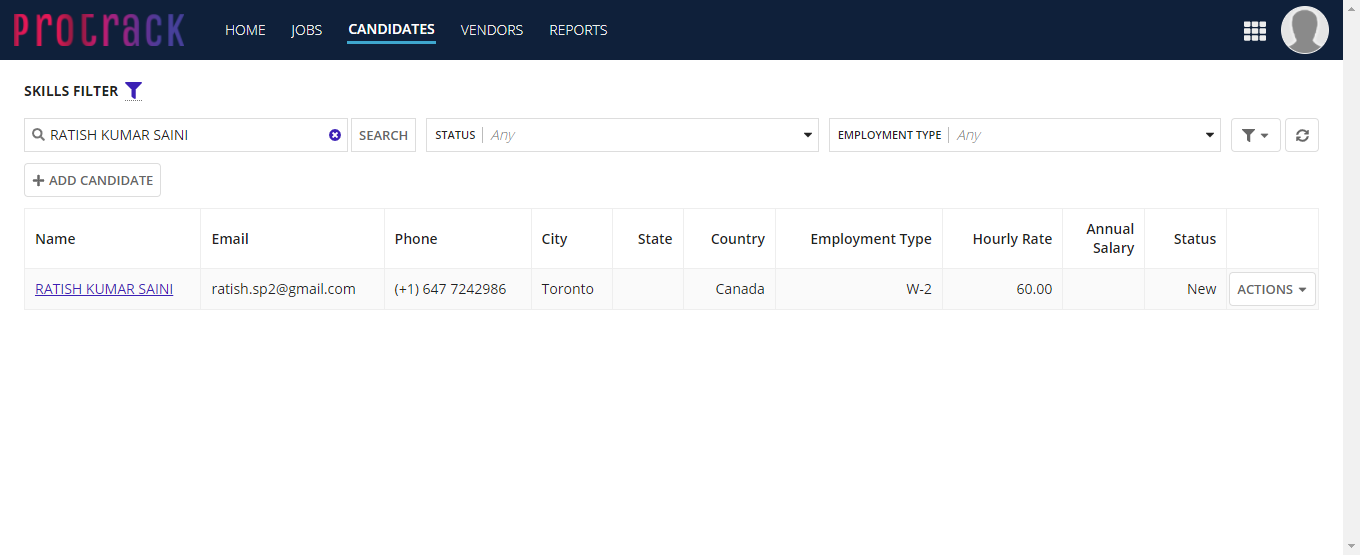 protrack HOME JOBS CANDIDATES VENDORS REPORTS
SKILLS FILTER
RATISH KUMAR SAINI SEARCH STATUS Any EMPLOYMENT TYPE Any
ADD CANDIDATE
Name Email Phone City State Country Employment Type Hourly Rate Annual Salary Status
RATISH KUMAR SAINI ratish.sp2@gmail.com (+1) 647 7242986 Toronto Canada W-2 60.00 New ACTIONS